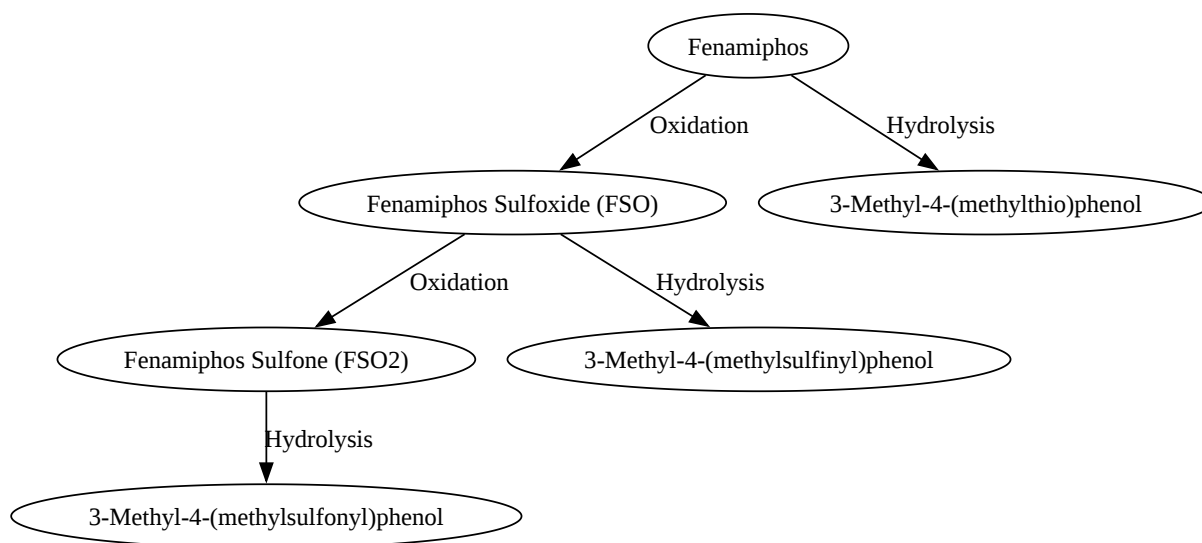 Fenamiphos
Oxidation
Hydrolysis
Fenamiphos Sulfoxide (FSO)
3-Methyl-4-(methylthio)phenol
Oxidation
Hydrolysis
Fenamiphos Sulfone (FSO2)
3-Methyl-4-(methylsulfinyl)phenol
Hydrolysis
3-Methyl-4-(methylsulfonyl)phenol